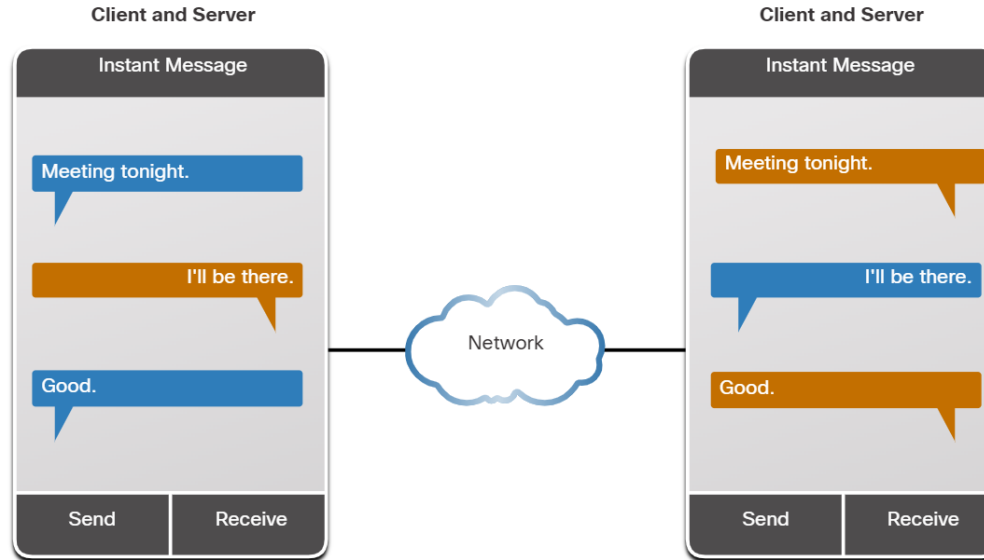 Client and Server
Instant Message
Meeting tonight.
I'll be there.
Good.
Send
Receive
Network
Client and Server
Instant Message
Meeting tonight.
I'll be there.
Good.
Send
Receive